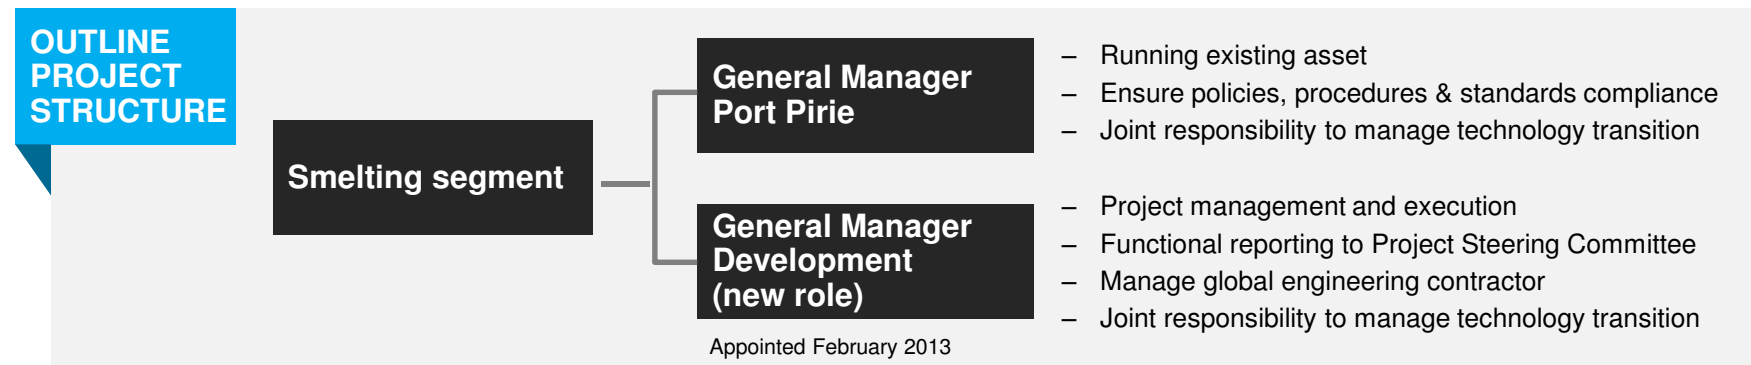 OUTLINE
PROJECT
STRUCTURE
Smelting segment
General Manager
Port Pirie
– Running existing asset
– Ensure policies, procedures & standards compliance
– Joint responsibility to manage technology transition
General Manager
Development
(new role)
Appointed February 2013
– Project management and execution
– Functional reporting to Project Steering Committee
– Manage global engineering contractor
– Joint responsibility to manage technology transition